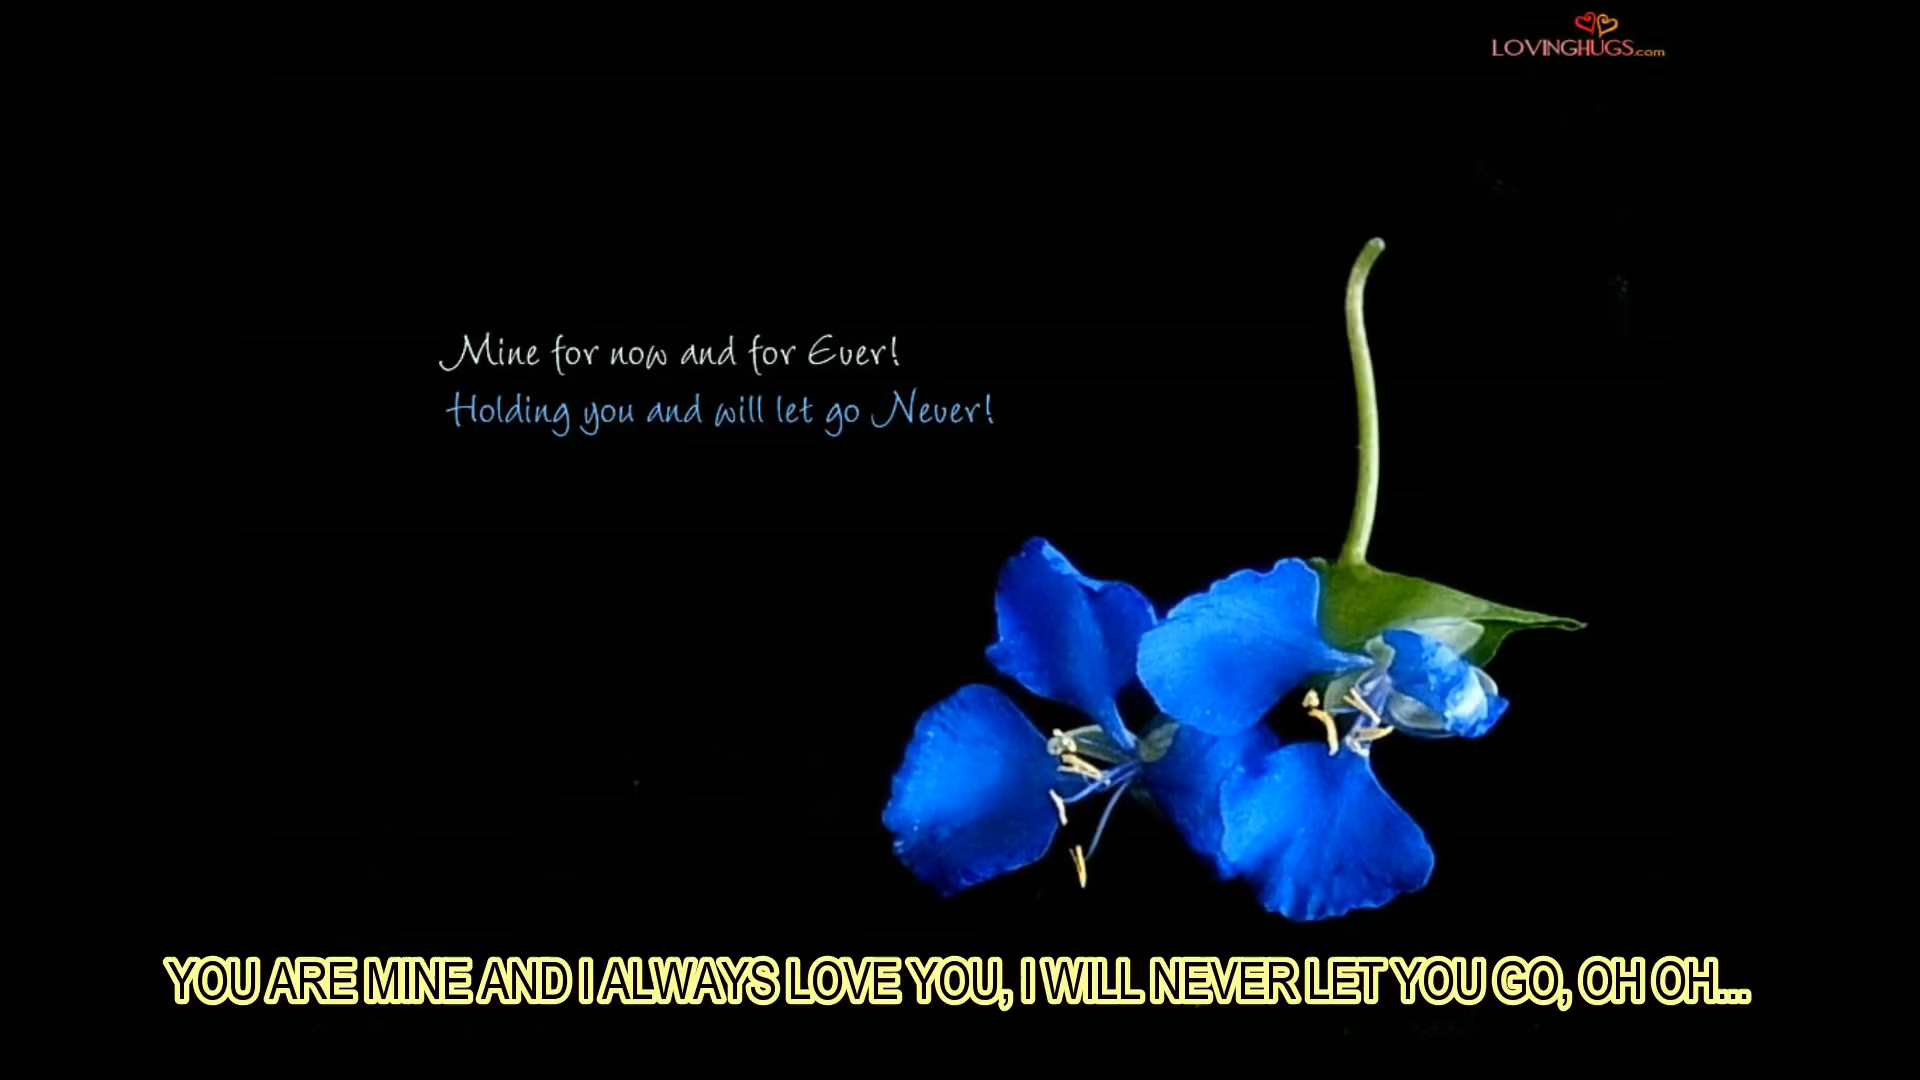 LOVINGHUGS.com
Mine for now and for Ever!
Holding you and will let go Never!
YOU ARE MINE AND I ALWAYS LOVE YOU, I WILL NEVER LET YOU GO, OH OH...